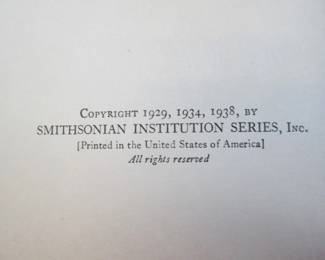 Copyright 1929, 1934, 1938, by
SMITHSONIAN INSTITUTION SERIES, Inc.
[Printed in the United States of America]
All rights reserved